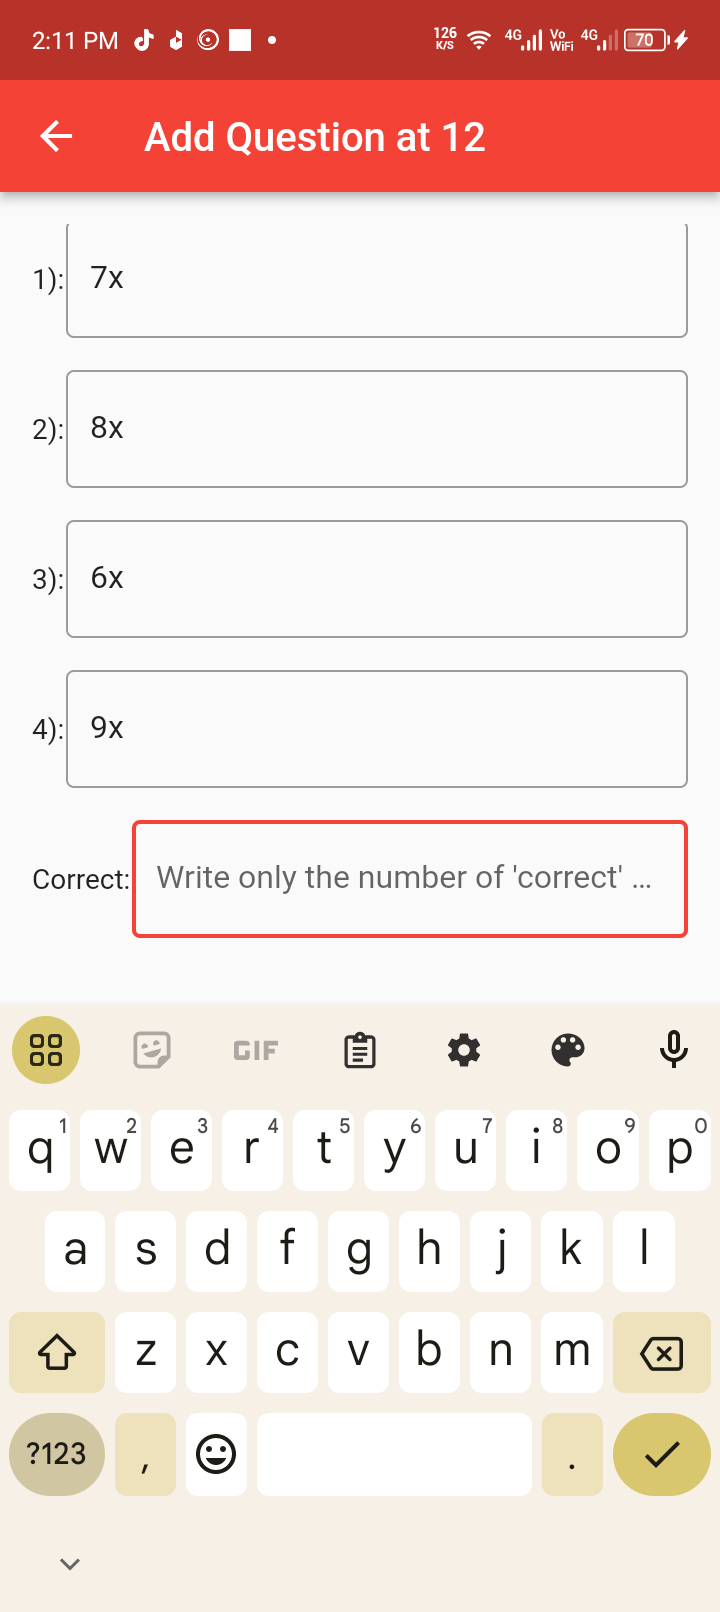 2:11 PM 126 K/S 4G Vo WiFi 4G 70
Add Question at 12
1): 7x
2): 8x
3): 6x
4): 9x
Correct: Write only the number of 'correct' ...
GIF
q 1 w 2 e 3 r 4 t 5 y 6 u 7 i 8 o 9 p 0
a s d f g h j k l
z x c v b n m
?123 , .